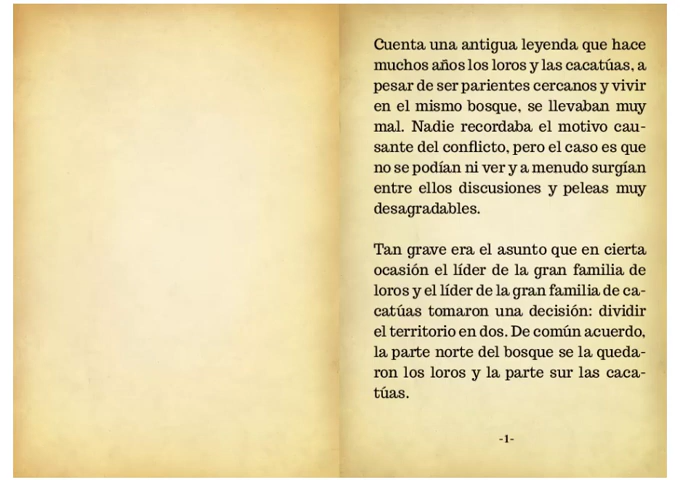 Cuenta una antigua leyenda que hace
muchos años los loros y las cacatúas, a
pesar de ser parientes cercanos y vivir
en el mismo bosque, se llevaban muy
mal. Nadie recordaba el motivo cau-
sante del conflicto, pero el caso es que
no se podían ni ver y a menudo surgían
entre ellos discusiones y peleas muy
desagradables.
Tan grave era el asunto que en cierta
ocasión el líder de la gran familia de
loros y el líder de la gran familia de ca-
catúas tomaron una decisión: dividir
el territorio en dos. De común acuerdo,
la parte norte del bosque se la queda-
ron los loros y la parte sur las caca-
túas.
-1-